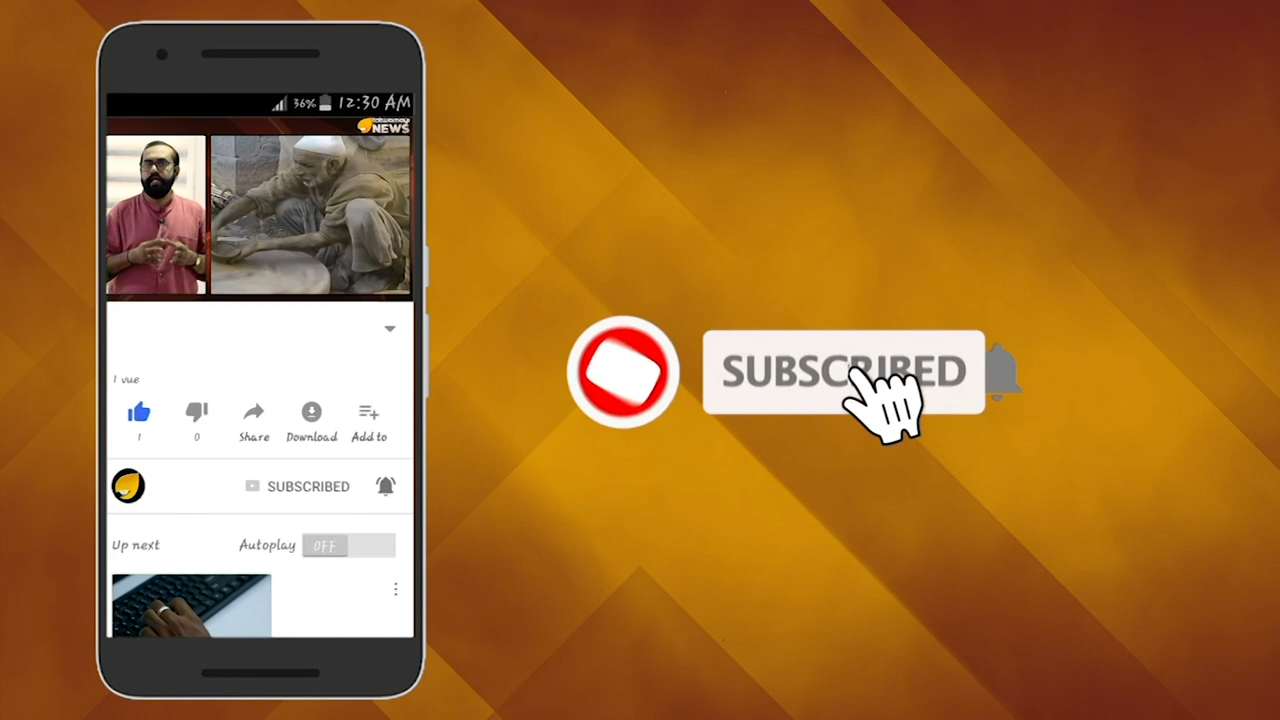 36% 12:30 AM
NEWS
1 vue
1
0
Share
Download
Add to
SUBSCRIBED
Up next
Autoplay
OFF
SUBSCRIBED